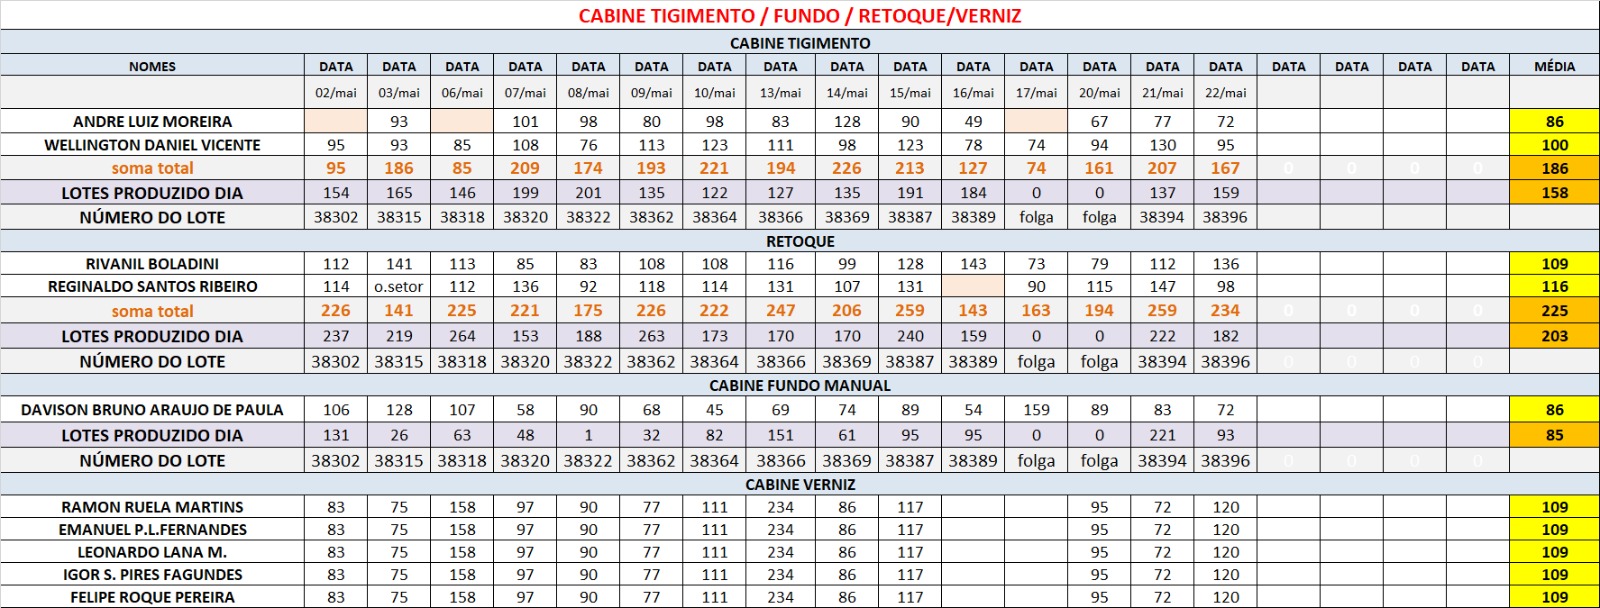 CABINE TIGIMENTO / FUNDO / RETOQUE/VERNIZ
CABINE TIGIMENTO
NOMES DATA DATA DATA DATA DATA DATA DATA DATA DATA DATA DATA DATA DATA DATA DATA DATA DATA DATA DATA MÉDIA
02/mai 03/mai 06/mai 07/mai 08/mai 09/mai 10/mai 13/mai 14/mai 15/mai 16/mai 17/mai 20/mai 21/mai 22/mai
ANDRE LUIZ MOREIRA 93 101 98 80 98 83 128 90 49 67 77 72 86
WELLINGTON DANIEL VICENTE 95 93 85 108 76 113 123 111 98 123 78 74 94 130 95 100
soma total 95 186 85 209 174 193 221 194 226 213 127 74 161 207 167 0 0 0 0 186
LOTES PRODUZIDO DIA 154 165 146 199 201 135 122 127 135 191 184 0 0 137 159 158
NÚMERO DO LOTE 38302 38315 38318 38320 38322 38362 38364 38366 38369 38387 38389 folga folga 38394 38396
RETOQUE
RIVANIL BOLADINI 112 141 113 85 83 108 108 116 99 128 143 73 79 112 136 109
REGINALDO SANTOS RIBEIRO 114 o.setor 112 136 92 118 114 131 107 131 90 115 147 98 116
soma total 226 141 225 221 175 226 222 247 206 259 143 163 194 259 234 0 0 0 0 225
LOTES PRODUZIDO DIA 237 219 264 153 188 263 173 170 170 240 159 0 0 222 182 203
NÚMERO DO LOTE 38302 38315 38318 38320 38322 38362 38364 38366 38369 38387 38389 folga folga 38394 38396 0 0 0 0
CABINE FUNDO MANUAL
DAVISON BRUNO ARAUJO DE PAULA 106 128 107 58 90 68 45 69 74 89 54 159 89 83 72 86
LOTES PRODUZIDO DIA 131 26 63 48 1 32 82 151 61 95 95 0 0 221 93 85
NÚMERO DO LOTE 38302 38315 38318 38320 38322 38362 38364 38366 38369 38387 38389 folga folga 38394 38396 0 0 0 0
CABINE VERNIZ
RAMON RUELA MARTINS 83 75 158 97 90 77 111 234 86 117 95 72 120 109
EMANUEL P.L.FERNANDES 83 75 158 97 90 77 111 234 86 117 95 72 120 109
LEONARDO LANA M. 83 75 158 97 90 77 111 234 86 117 95 72 120 109
IGOR S. PIRES FAGUNDES 83 75 158 97 90 77 111 234 86 117 95 72 120 109
FELIPE ROQUE PEREIRA 83 75 158 97 90 77 111 234 86 117 95 72 120 109